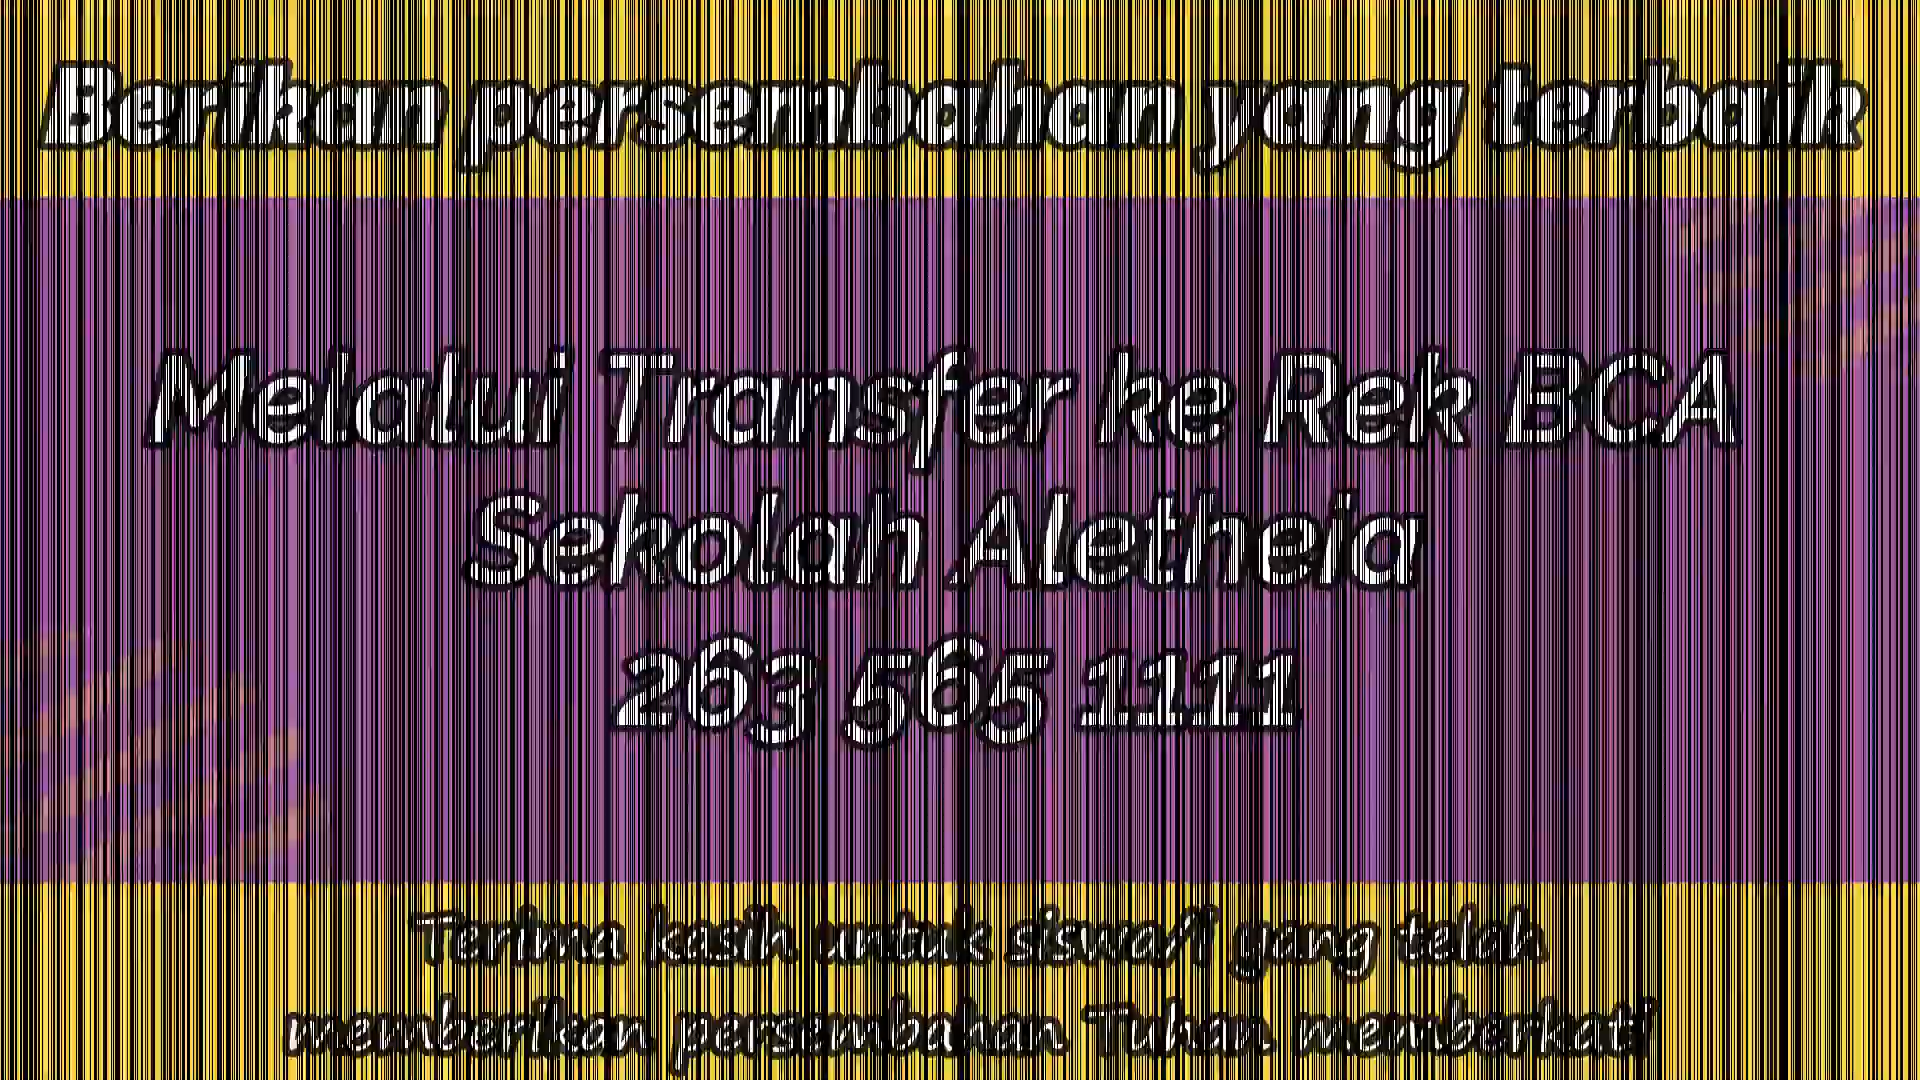 Berikan persembahan yang terbaik
Melalui Transfer ke Rek BCA
Sekolah Aletheia
263 565 1111
Terima kasih untuk siswa/i yang telah
memberikan persembahan Tuhan memberkati